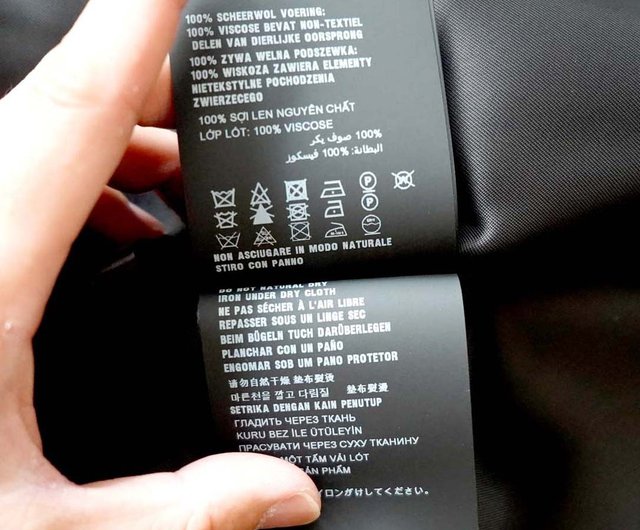 100% SCHEERWOL VOERING:
100% VISCOSE BEVAT NON-TEXTIEL
DELEN VAN DIERLIJKE OORSPRONG
100% ZYWA WELNA PODSZEWKA:
100% WISKOZA ZAWIERA ELEMENTY
NIETEKSTYLNE POCHODZENIA
ZWIERZECEGO
100% SỢI LEN NGUYÊN CHẤT
LỚP LÓT: 100% VISCOSE
100% صوف بكر
البطانة: 100% فيسكوز
P
P
NON ASCIUGARE IN MODO NATURALE
STIRO CON PANNO
DO NOT NATURAL DRY
IRON UNDER DRY CLOTH
NE PAS SÉCHER À L'AIR LIBRE
REPASSER SOUS UN LINGE SEC
BEIM BÜGELN TUCH DARÜBERLEGEN
PLANCHAR CON UN PAÑO
ENGOMAR SOB UM PANO PROTETOR
请勿自然干燥 垫布熨烫
마른천을 깔고 다림질 垫布熨燙
SETRIKA DENGAN KAIN PENUTUP
ГЛАДИТЬ ЧЕРЕЗ ТКАНЬ
KURU BEZ İLE ÜTÜLEYİN
ПРАСУВАТИ ЧЕРЕЗ СУХУ ТКАНИНУ
MỘT TẤM VẢI LÓT
SẢN PHẨM
イロンがけしてください。